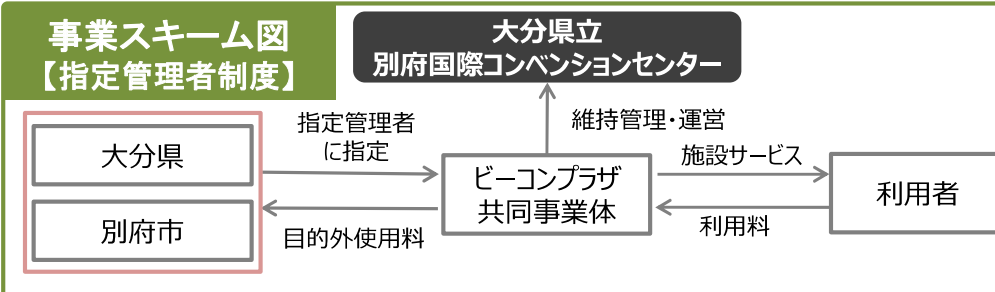 事業スキーム図
【指定管理者制度】
大分県立
別府国際コンベンションセンター
指定管理者
に指定
維持管理・運営
大分県
施設サービス
ビーコンプラザ
共同事業体
利用者
別府市
目的外使用料
利用料